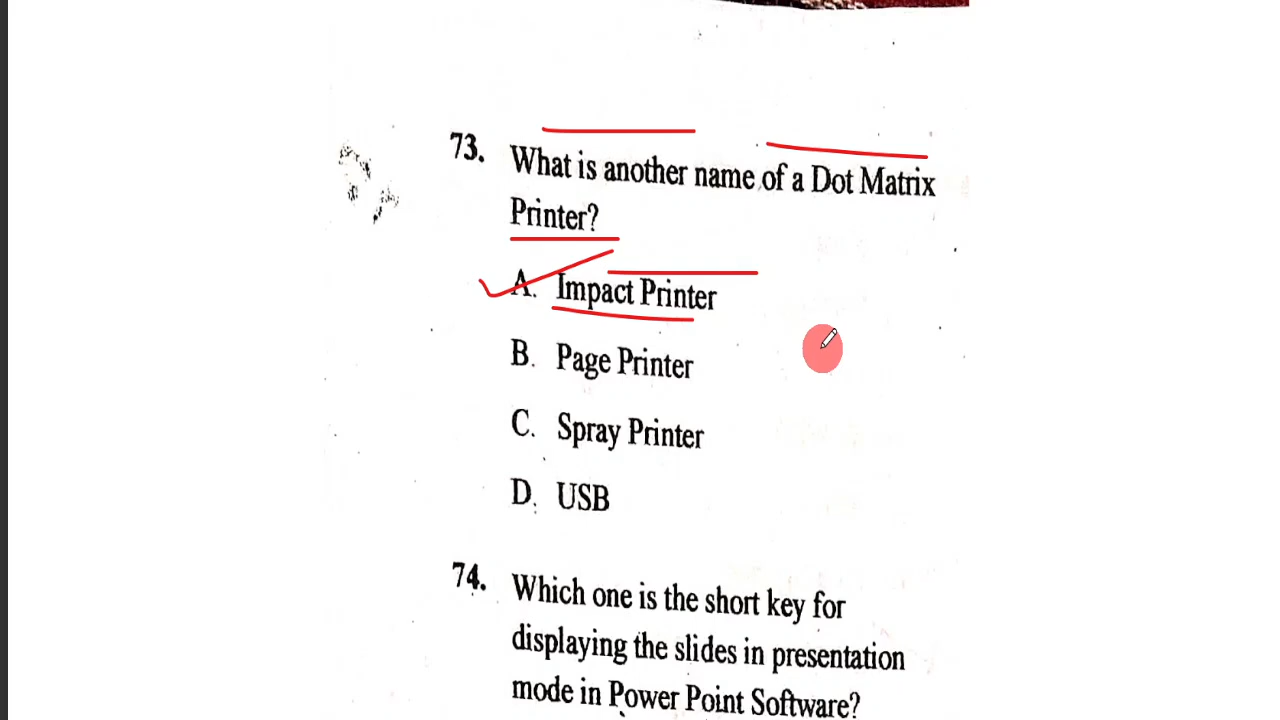 73. What is another name of a Dot Matrix
Printer?
A. Impact Printer
B. Page Printer
C. Spray Printer
D. USB
74. Which one is the short key for
displaying the slides in presentation
mode in Power Point Software?